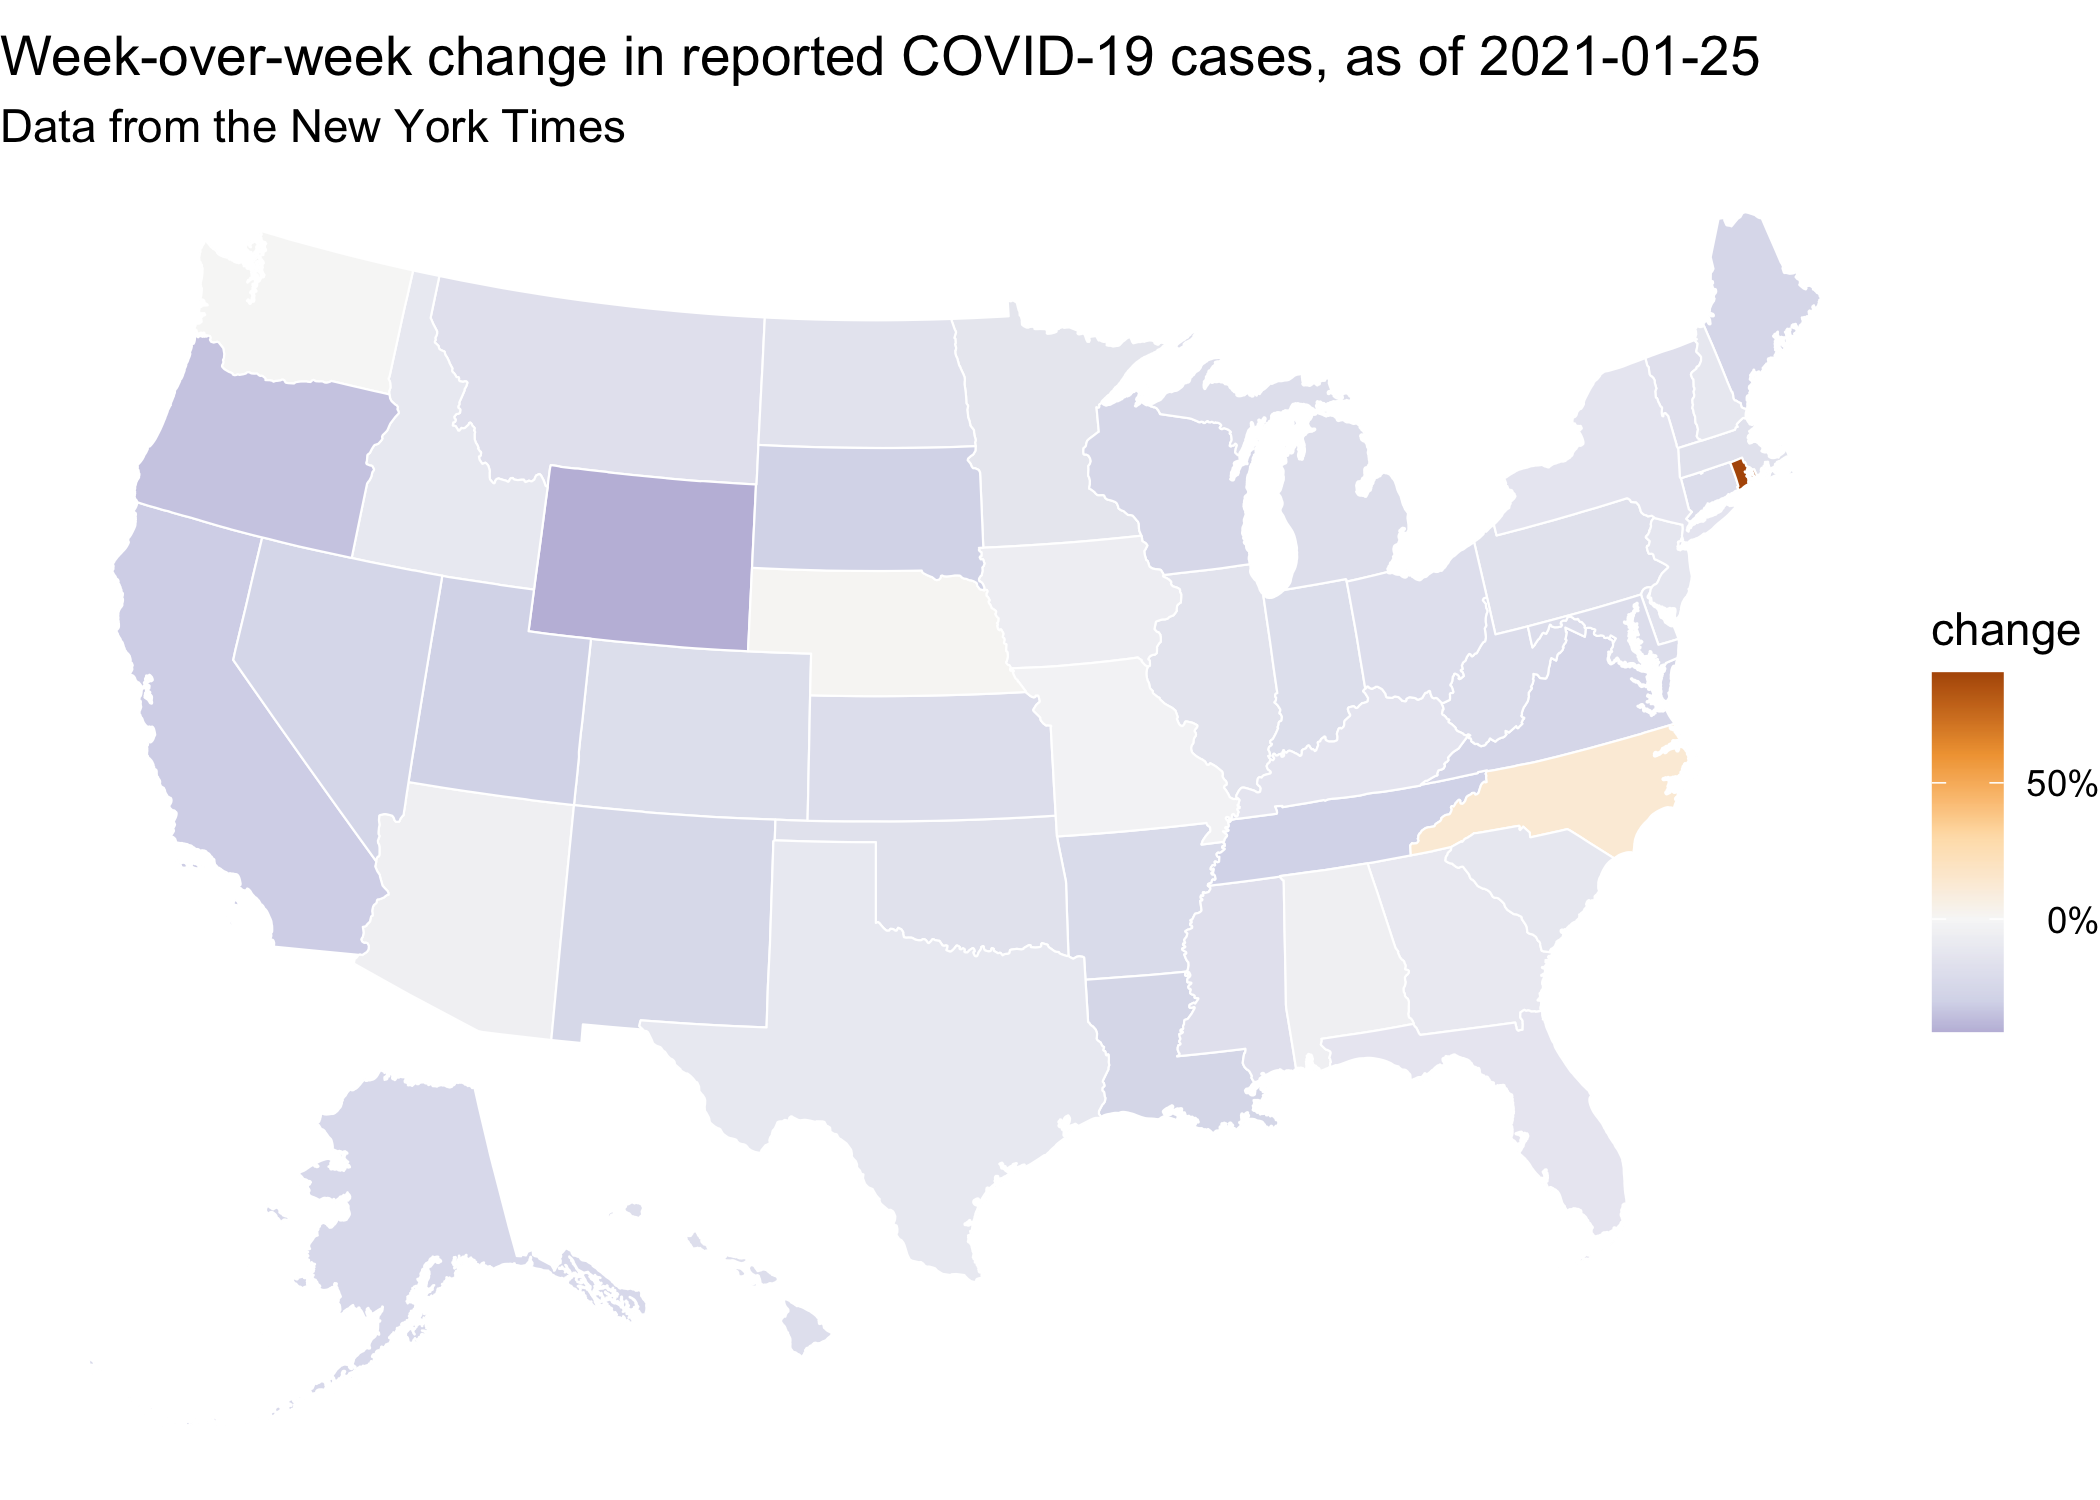 Week-over-week change in reported COVID-19 cases, as of 2021-01-25
Data from the New York Times
change
50%
0%